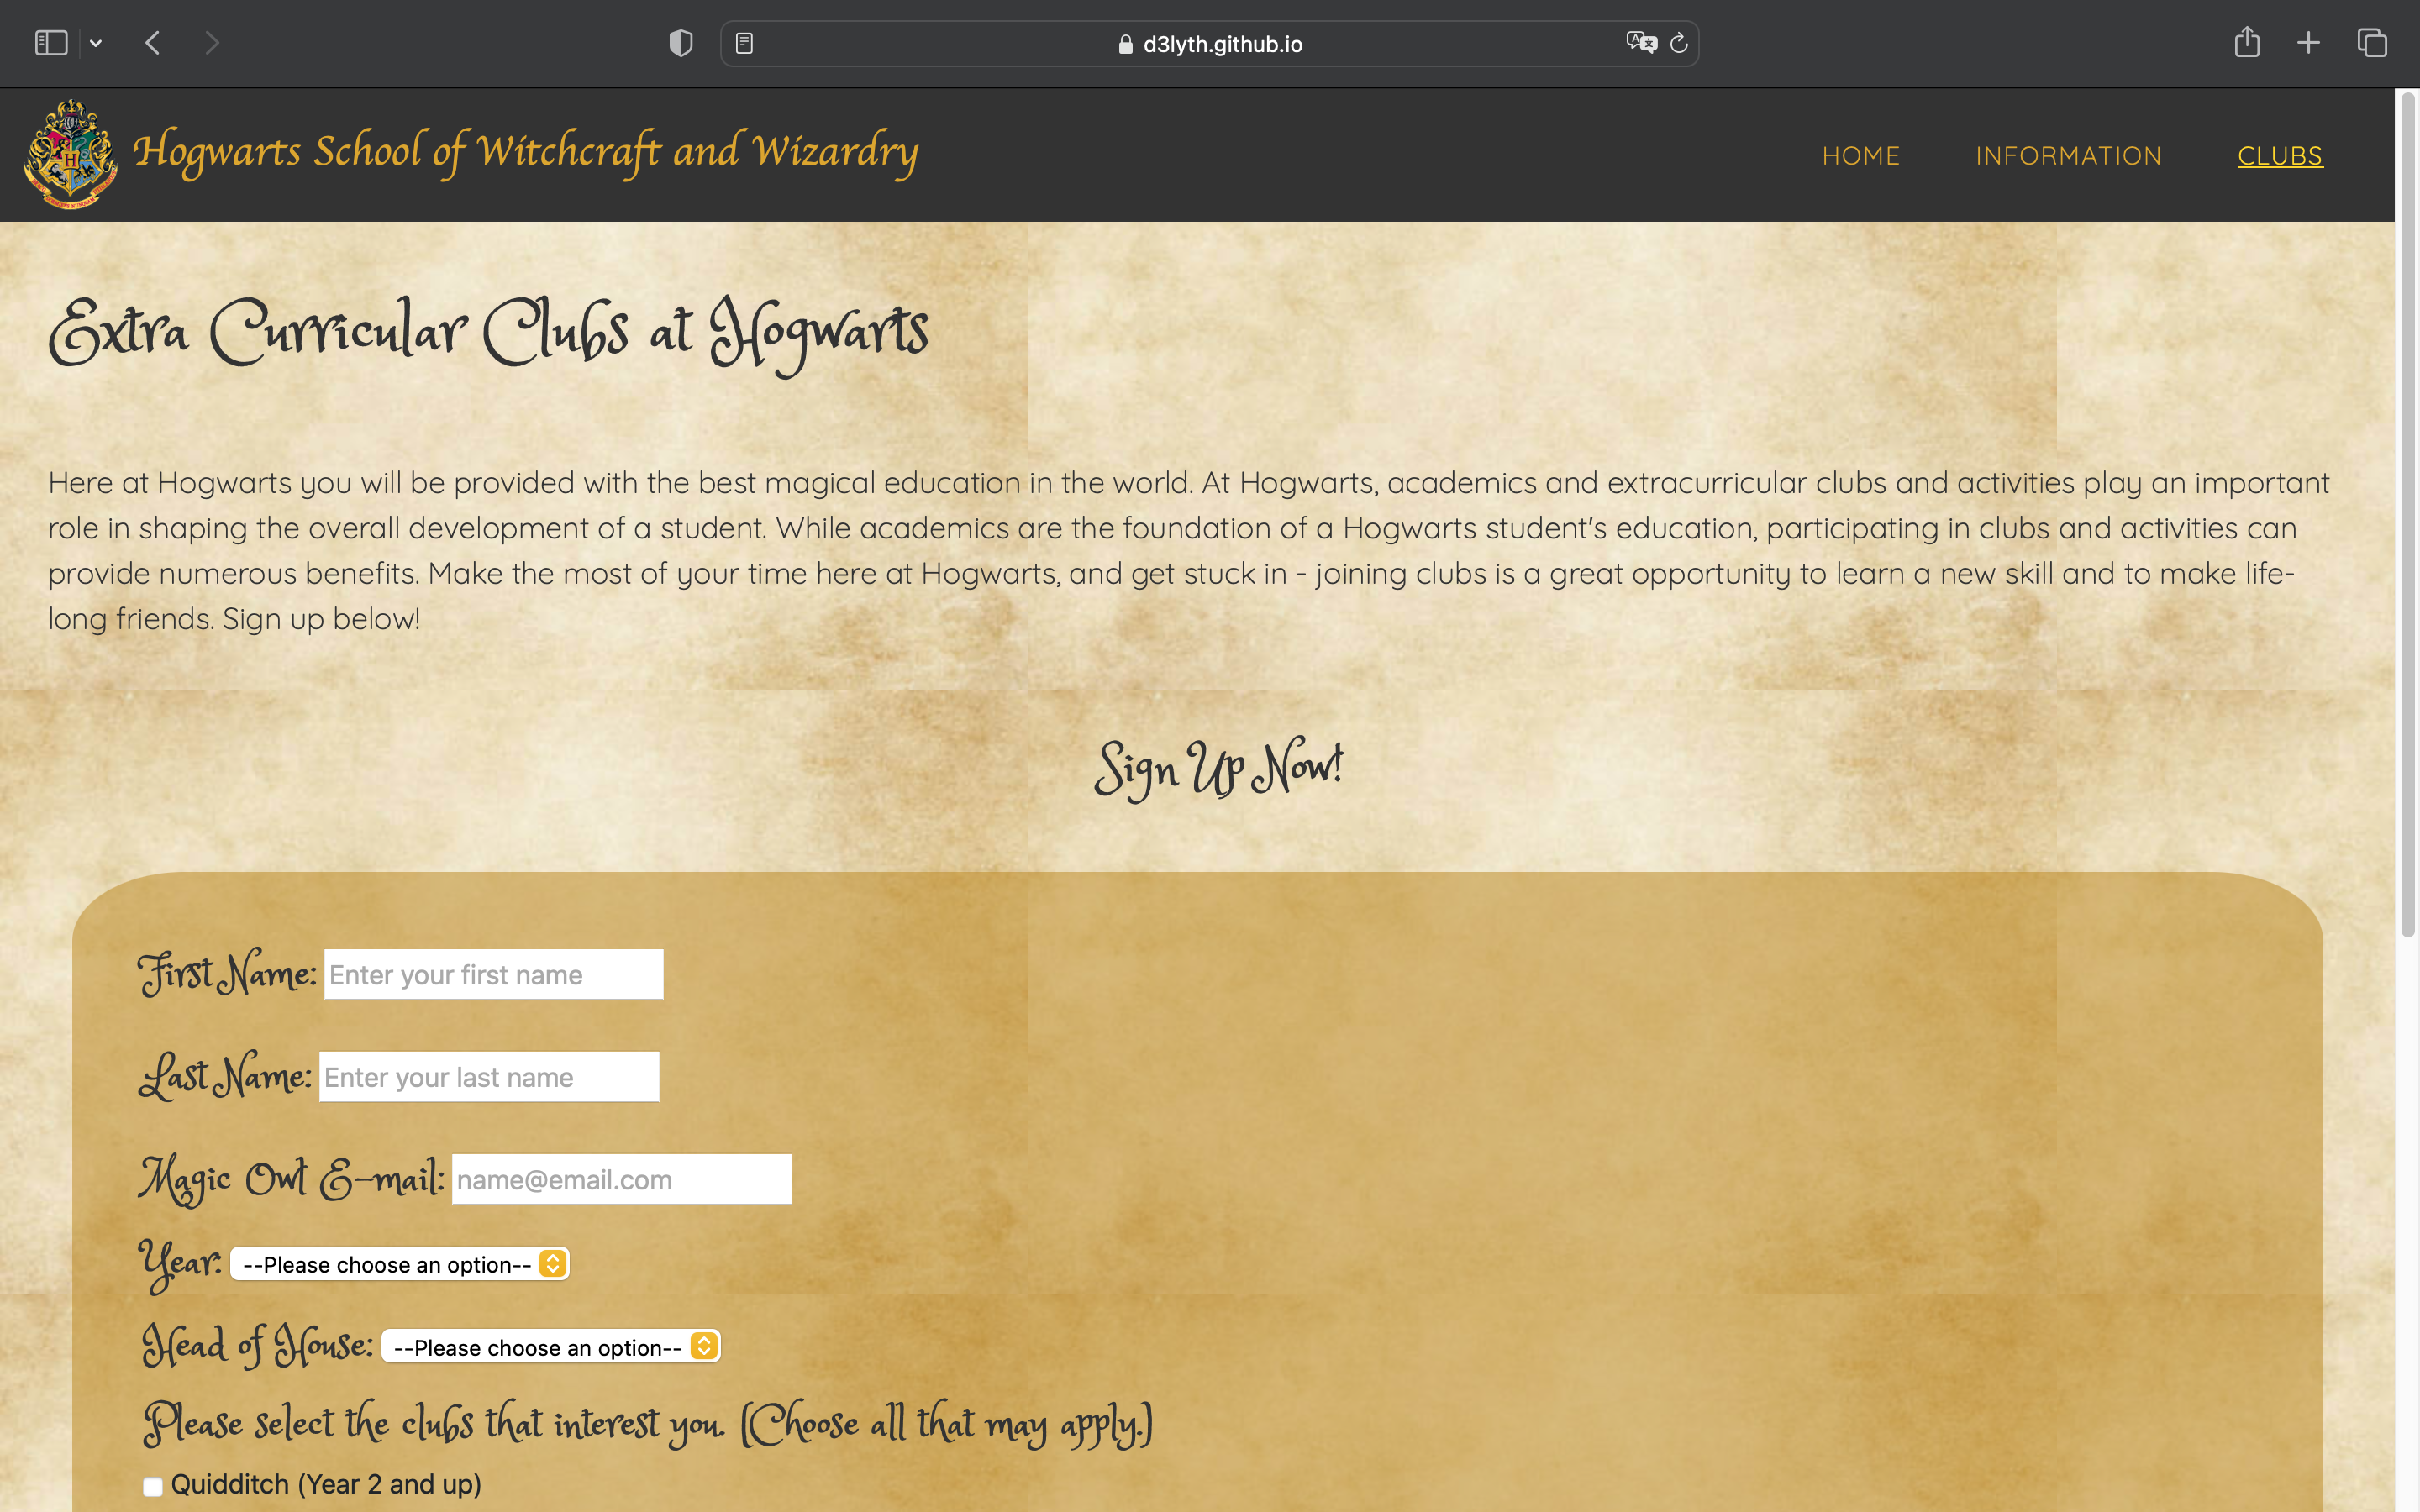 d3lyth.github.io
Hogwarts School of Witchcraft and Wizardry
HOME INFORMATION CLUBS
Extra Curricular Clubs at Hogwarts
Here at Hogwarts you will be provided with the best magical education in the world. At Hogwarts, academics and extracurricular clubs and activities play an important
role in shaping the overall development of a student. While academics are the foundation of a Hogwarts student's education, participating in clubs and activities can
provide numerous benefits. Make the most of your time here at Hogwarts, and get stuck in - joining clubs is a great opportunity to learn a new skill and to make life-
long friends. Sign up below!
Sign Up Now!
First Name: Enter your first name
Last Name: Enter your last name
Magic Owl E-mail: name@email.com
Year: --Please choose an option--
Head of House: --Please choose an option--
Please select the clubs that interest you. (Choose all that may apply.)
Quidditch (Year 2 and up)